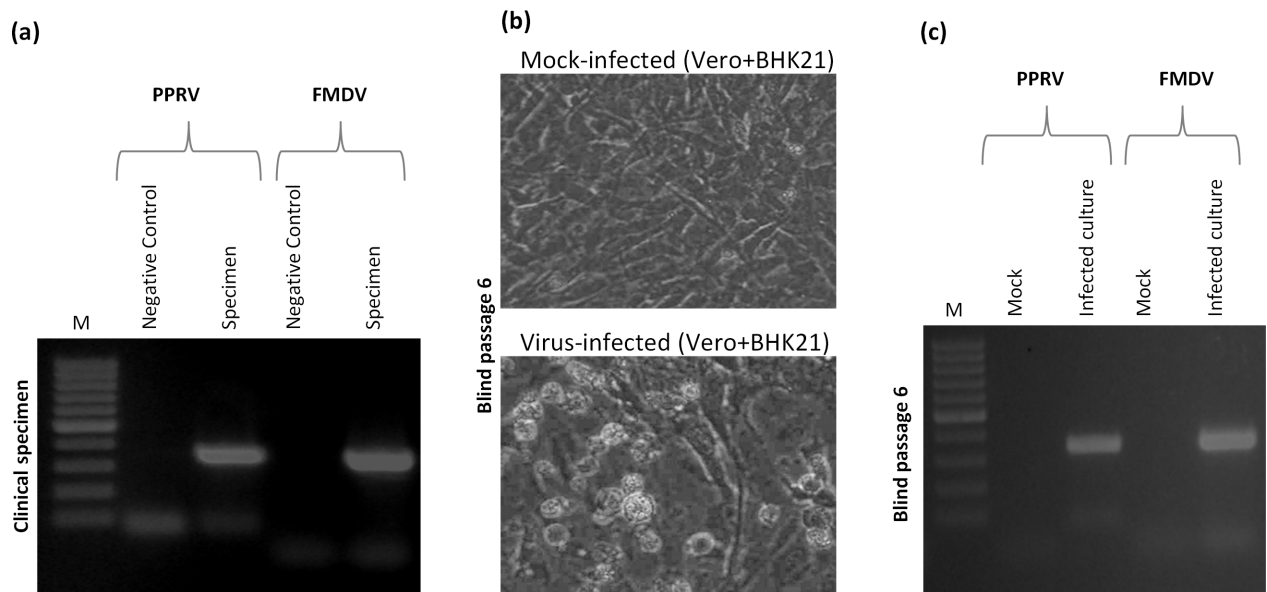 (a)
PPRV
FMDV
Negative Control
Specimen
Negative Control
Specimen
M
Clinical specimen
(b)
Mock-infected (Vero+BHK21)
Virus-infected (Vero+BHK21)
Blind passage 6
(c)
PPRV
FMDV
M
Mock
Infected culture
Mock
Infected culture
Blind passage 6